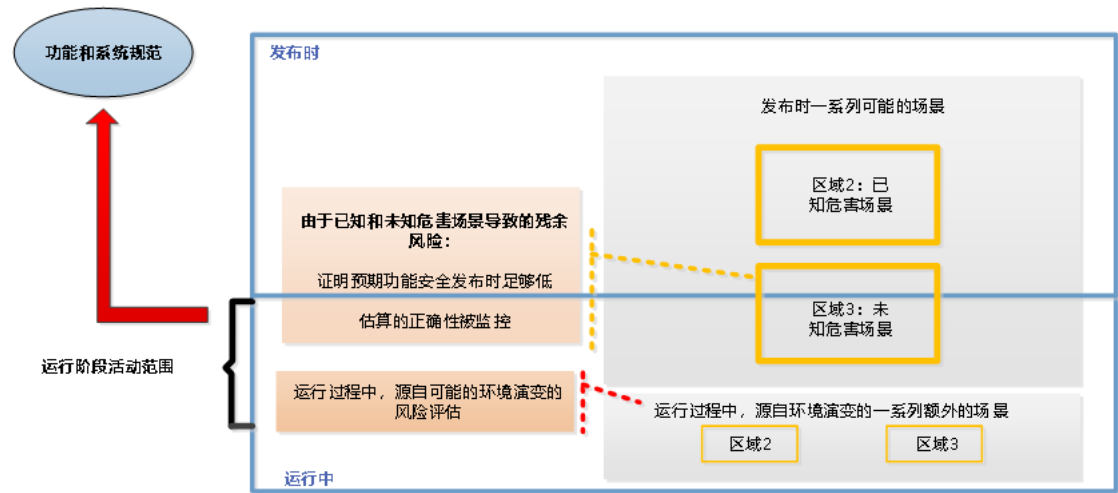 功能和系统规范
发布时
发布时一系列可能的场景
区域2：已
知危害场景
由于已知和未知危害场景导致的残余
风险：
证明预期功能安全发布时足够低
估算的正确性被监控
区域3：未
知危害场景
运行阶段活动范围
运行过程中，源自可能的环境演变的
风险评估
运行过程中，源自环境演变的一系列额外的场景
区域2
区域3
运行中